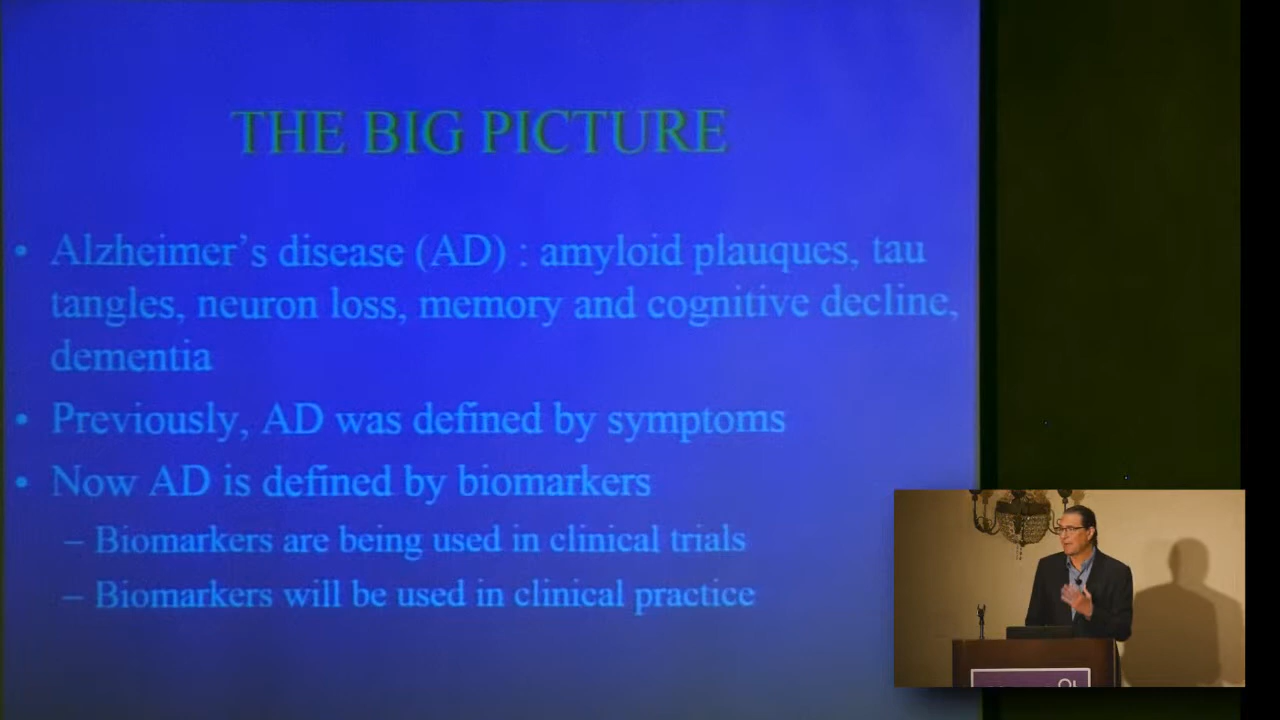 THE BIG PICTURE
• Alzheimer's disease (AD) : amyloid plauques, tau
tangles, neuron loss, memory and cognitive decline,
dementia
• Previously, AD was defined by symptoms
• Now AD is defined by biomarkers
– Biomarkers are being used in clinical trials
– Biomarkers will be used in clinical practice